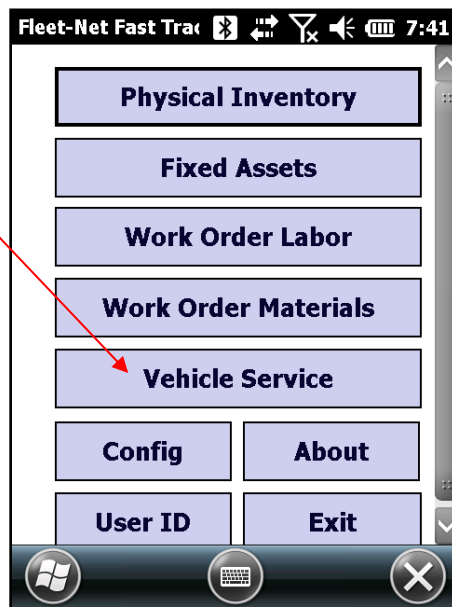 Fleet-Net Fast Trac 7:41
Physical Inventory
Fixed Assets
Work Order Labor
Work Order Materials
Vehicle Service
Config About
User ID Exit